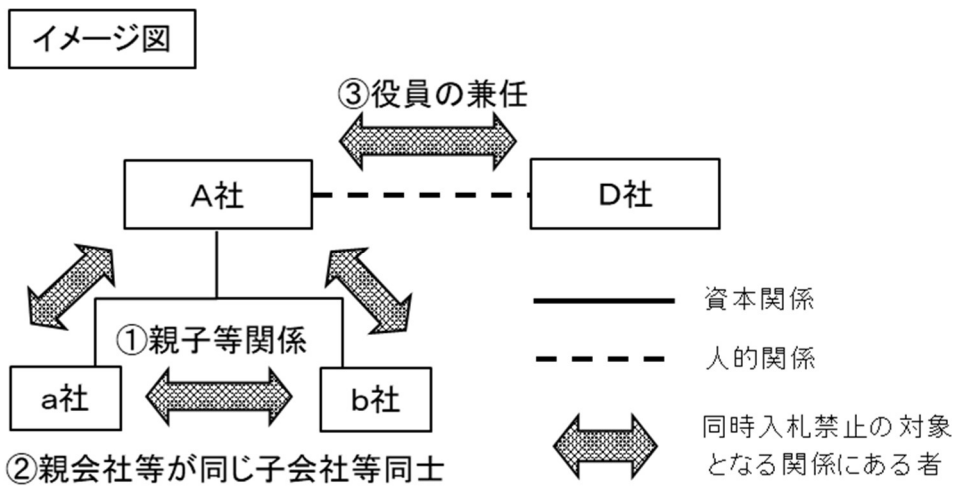 イメージ図
③役員の兼任
A社
D社
資本関係
①親子等関係
人的関係
a社
b社
同時入札禁止の対象
となる関係にある者
②親会社等が同じ子会社等同士